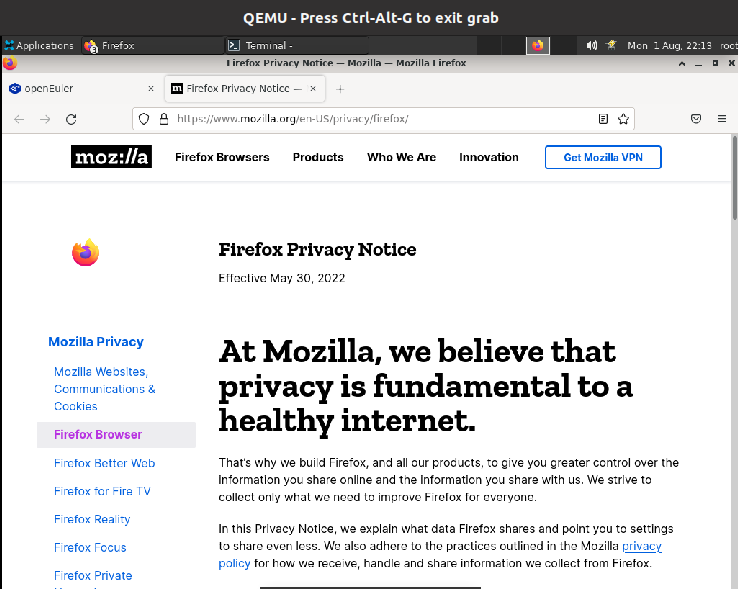 QEMU - Press Ctrl-Alt-G to exit grab
Applications 3 Firefox Terminal - Mon 1 Aug, 22:13 root
Firefox Privacy Notice — Mozilla — Mozilla Firefox
openEuler Firefox Privacy Notice —
https://www.mozilla.org/en-US/privacy/firefox/
moz://a Firefox Browsers Products Who We Are Innovation Get Mozilla VPN
Firefox Privacy Notice
Effective May 30, 2022
Mozilla Privacy
Mozilla Websites,
Communications &
Cookies
Firefox Browser
Firefox Better Web
Firefox for Fire TV
Firefox Reality
Firefox Focus
Firefox Private
At Mozilla, we believe that
privacy is fundamental to a
healthy internet.
That's why we build Firefox, and all our products, to give you greater control over the
information you share online and the information you share with us. We strive to
collect only what we need to improve Firefox for everyone.
In this Privacy Notice, we explain what data Firefox shares and point you to settings
to share even less. We also adhere to the practices outlined in the Mozilla privacy
policy for how we receive, handle and share information we collect from Firefox.